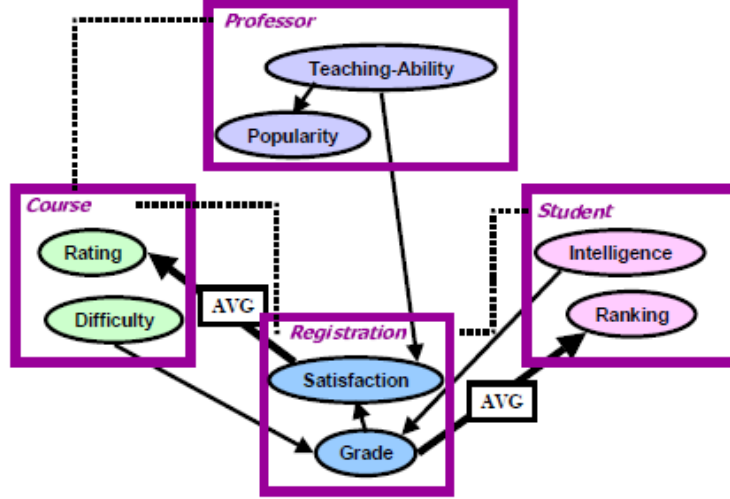 Professor
Teaching-Ability
Popularity
Course
Student
Rating
Intelligence
Difficulty
AVG
Registration
Ranking
Satisfaction
AVG
Grade